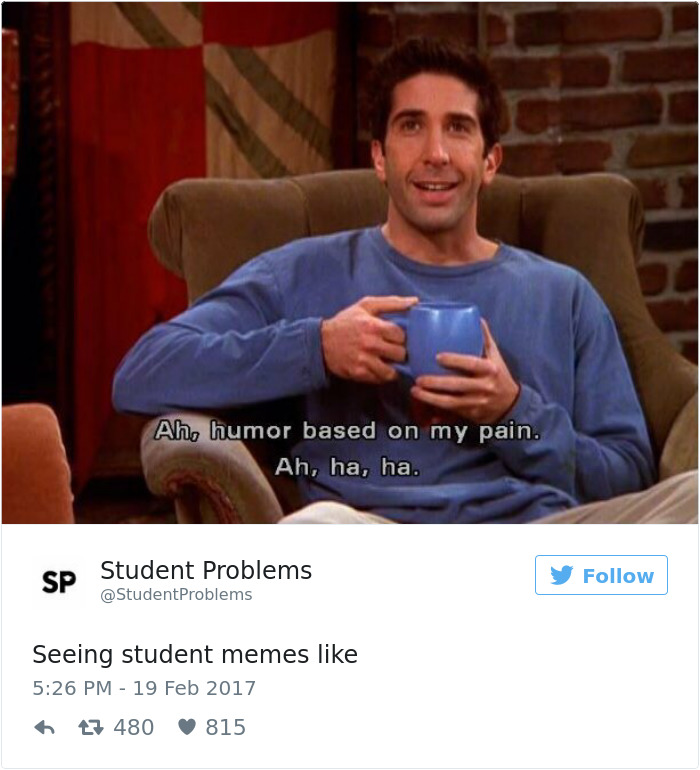 Ah, humor based on my pain.
Ah, ha, ha.
SP
Student Problems
@StudentProblems
Follow
Seeing student memes like
5:26 PM - 19 Feb 2017
480 815